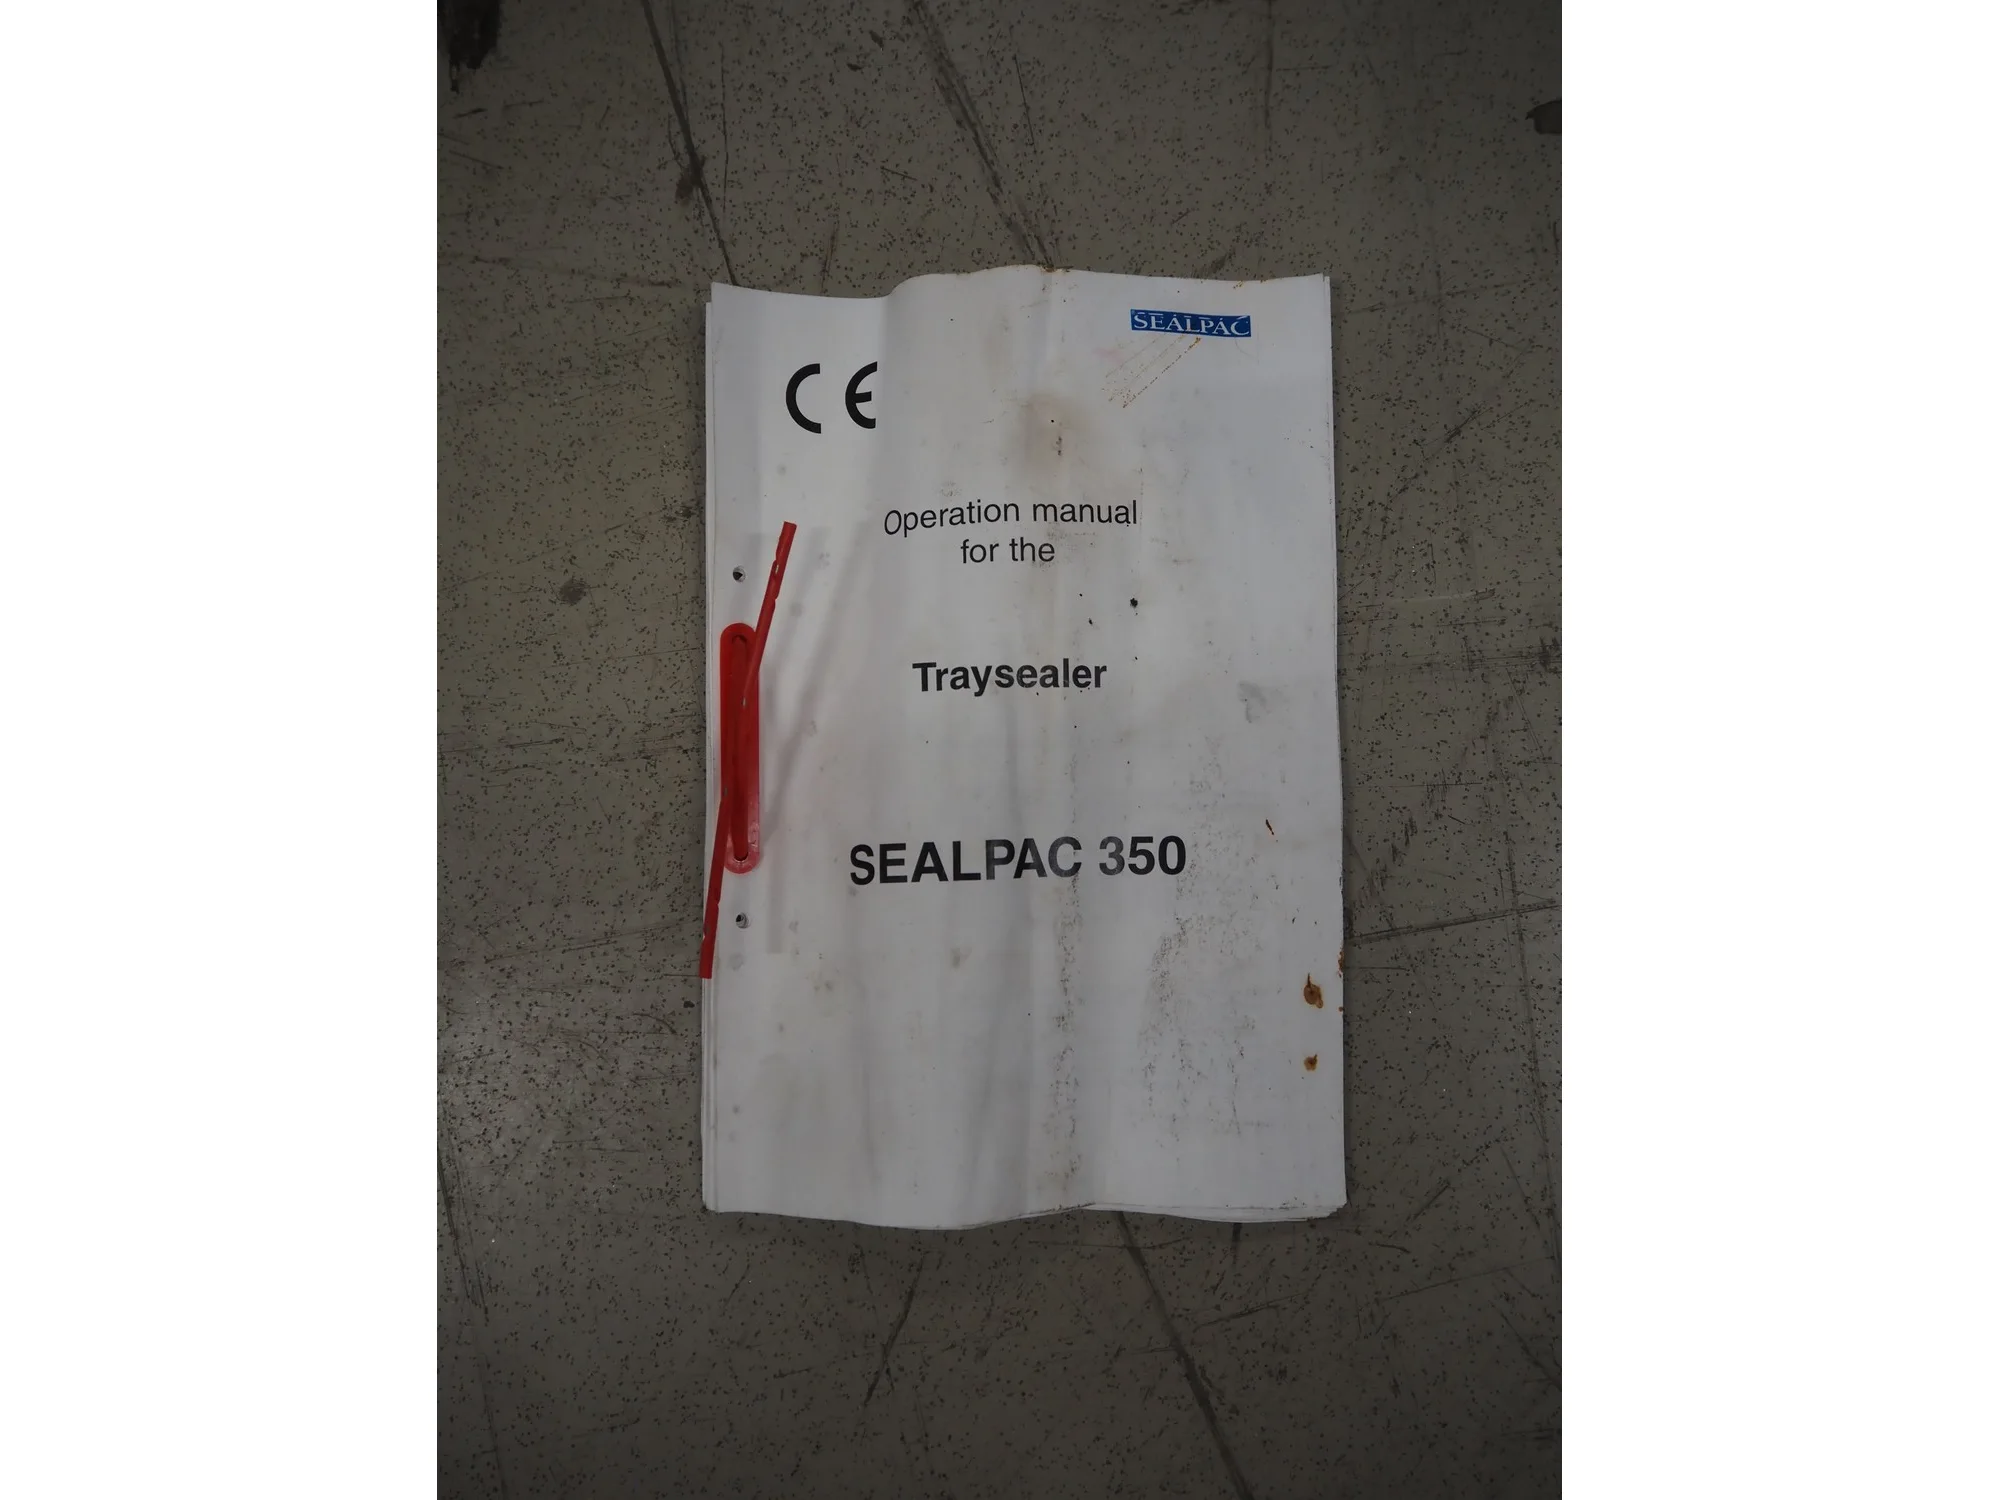 SEALPAC
CE
Operation manual
for the
Traysealer
SEALPAC 350